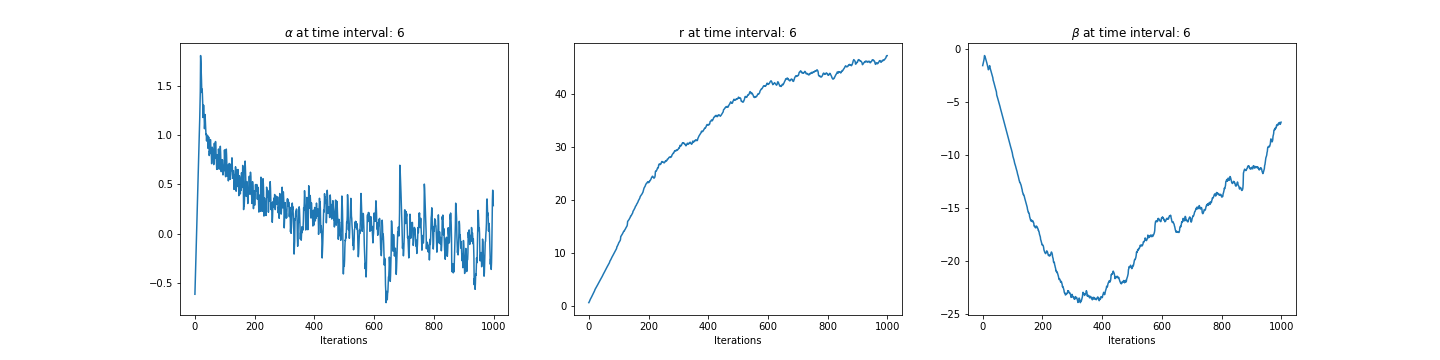 α at time interval: 6
1.5
1.0
0.5
0.0
−0.5
0 200 400 600 800 1000
Iterations
r at time interval: 6
40
30
20
10
0
0 200 400 600 800 1000
Iterations
β at time interval: 6
0
−5
−10
−15
−20
−25
0 200 400 600 800 1000
Iterations